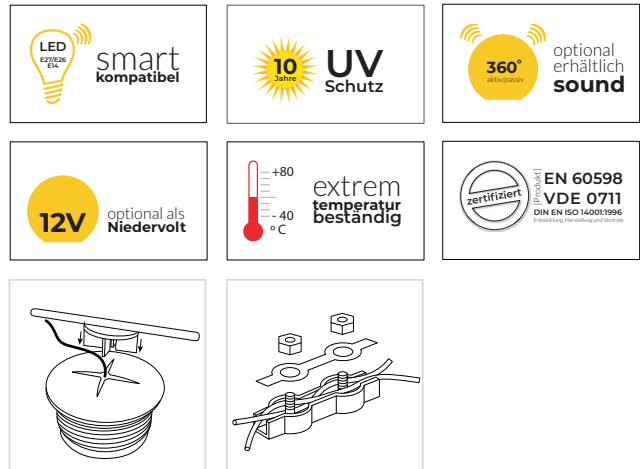 LED
E27/E26
E14
smart
kompatibel
10
Jahre
UV
Schutz
360°
aktiv/passiv
optional
erhältlich
sound
12V
optional als
Niedervolt
+80
- 40
° C
extrem
temperatur
beständig
zertifiziert
[Produkt]
EN 60598
VDE 0711
DIN EN ISO 14001:1996
Entwicklung, Herstellung und Vertrieb